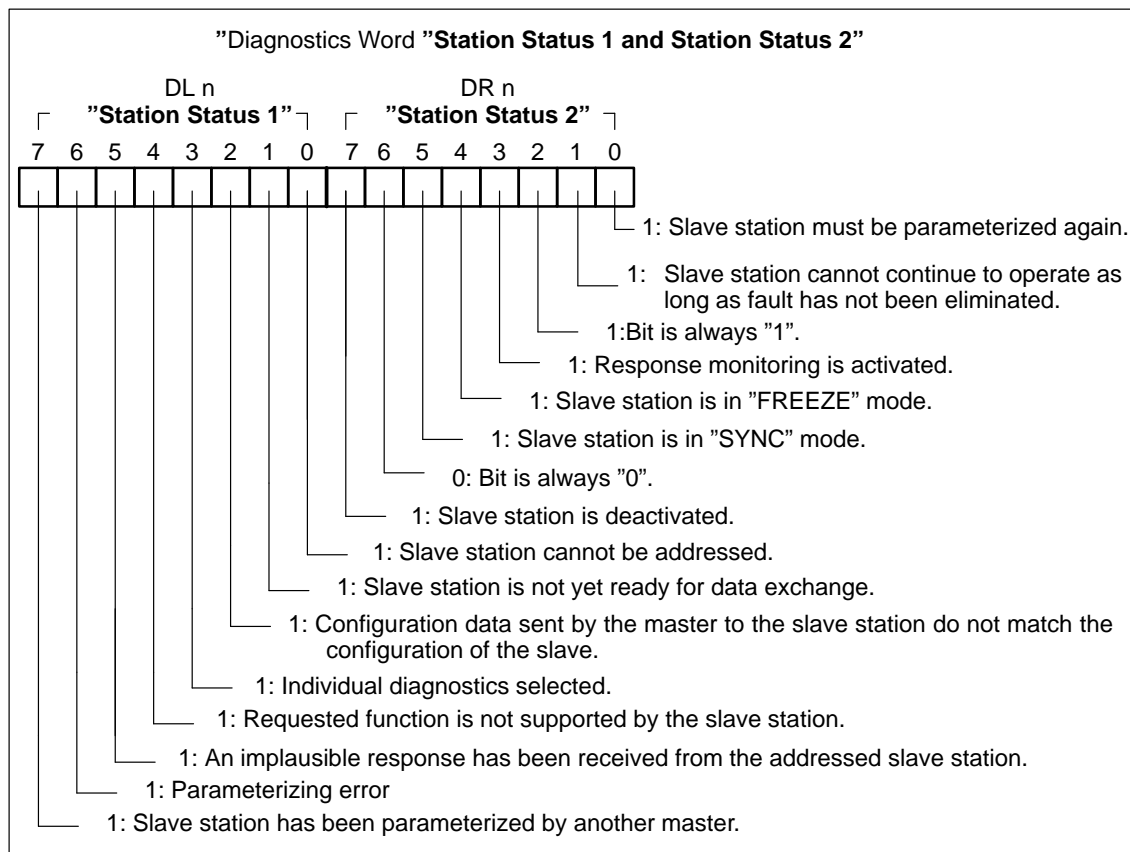 ”Diagnostics Word ”Station Status 1 and Station Status 2”
DL n DR n
”Station Status 1” ”Station Status 2”
7 6 5 4 3 2 1 0 7 6 5 4 3 2 1 0
1: Slave station must be parameterized again.
1: Slave station cannot continue to operate as
long as fault has not been eliminated.
1:Bit is always ”1”.
1: Response monitoring is activated.
1: Slave station is in ”FREEZE” mode.
1: Slave station is in ”SYNC” mode.
0: Bit is always ”0”.
1: Slave station is deactivated.
1: Slave station cannot be addressed.
1: Slave station is not yet ready for data exchange.
1: Configuration data sent by the master to the slave station do not match the
configuration of the slave.
1: Individual diagnostics selected.
1: Requested function is not supported by the slave station.
1: An implausible response has been received from the addressed slave station.
1: Parameterizing error
1: Slave station has been parameterized by another master.